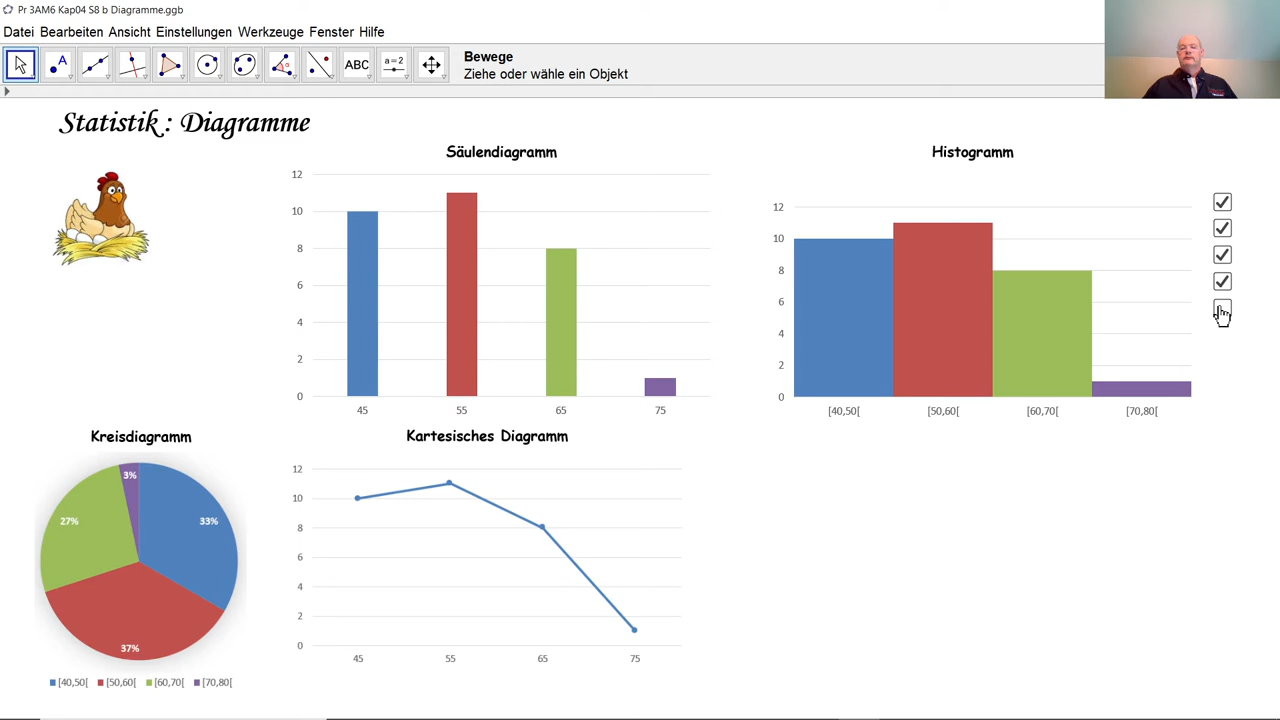 Pr 3AM6 Kap04 S8 b Diagramme.ggb
Datei Bearbeiten Ansicht Einstellungen Werkzeuge Fenster Hilfe
A
ABC
a=2
Bewege
Ziehe oder wähle ein Objekt
Statistik : Diagramme
Säulendiagramm
12
10
8
6
4
2
0
45 55 65 75
Histogramm
12
10
8
6
4
2
0
[40,50[ [50,60[ [60,70[ [70,80[
Kreisdiagramm
3%
27%
33%
37%
[40,50[ [50,60[ [60,70[ [70,80[
Kartesisches Diagramm
12
10
8
6
4
2
0
45 55 65 75